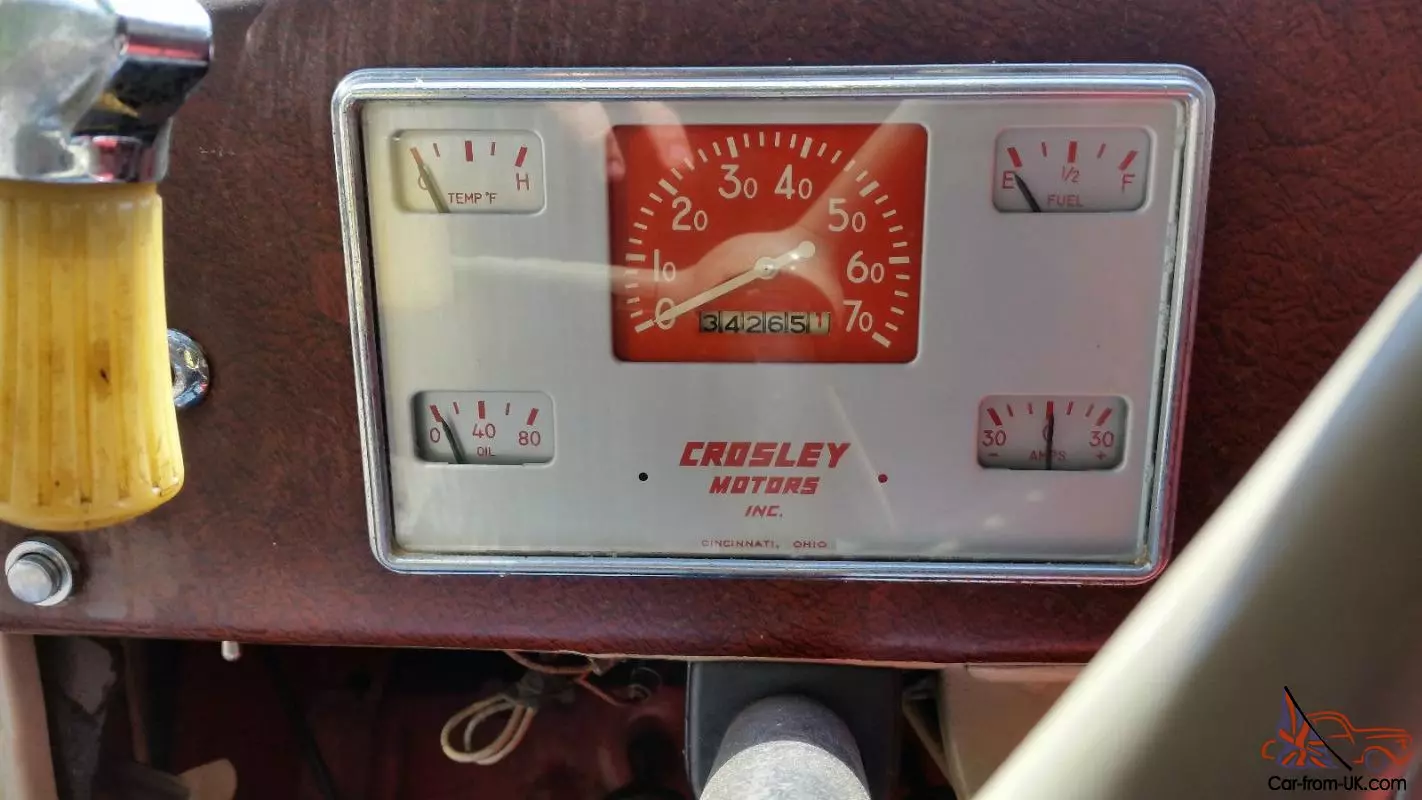 C H
TEMP °F
10 20 30 40 50 60 70
0
34265
E 1/2 F
FUEL
0 40 80
OIL
30 0 30
- AMPS +
CROSLEY
MOTORS
INC.
CINCINNATI, OHIO
Car-from-UK.com